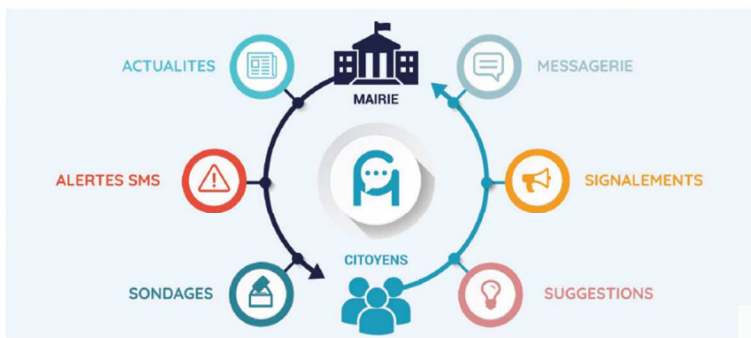 ACTUALITES
MESSAGERIE
MAIRIE
ALERTES SMS
SIGNALEMENTS
CITOYENS
SONDAGES
SUGGESTIONS